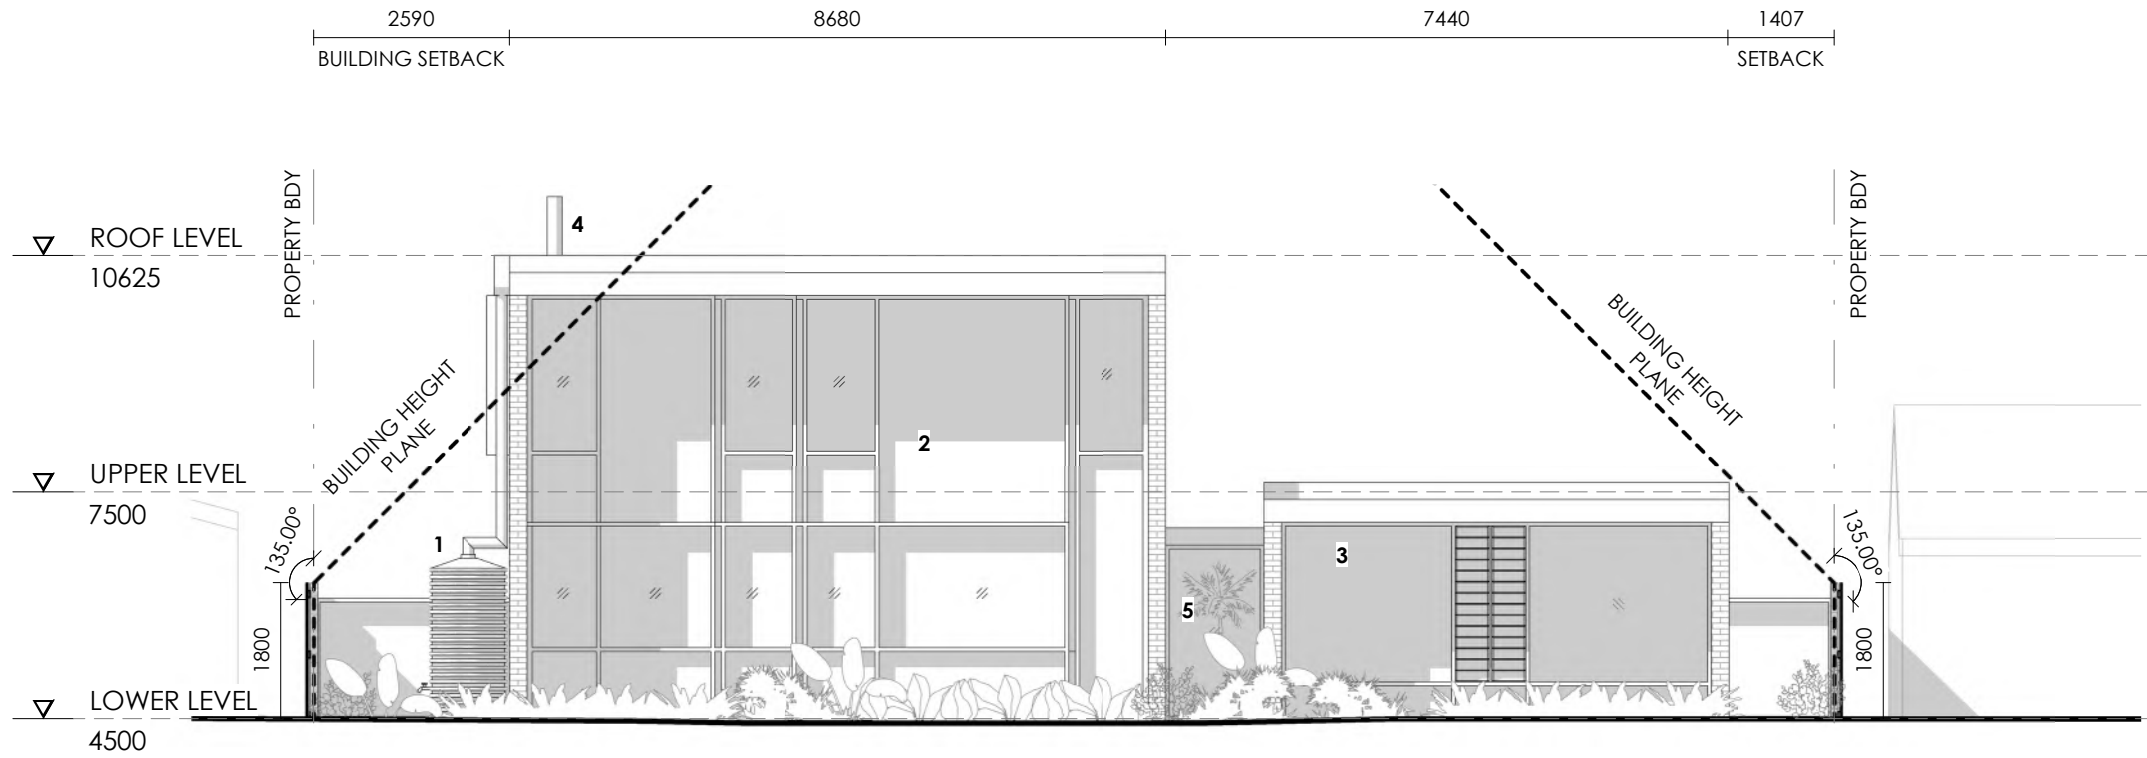 2590
8680
7440
1407
BUILDING SETBACK
SETBACK
PROPERTY BDY
PROPERTY BDY
4
ROOF LEVEL
10625
BUILDING HEIGHT
PLANE
BUILDING HEIGHT
PLANE
2
UPPER LEVEL
7500
135.00°
135.00°
1
3
5
1800
1800
LOWER LEVEL
4500